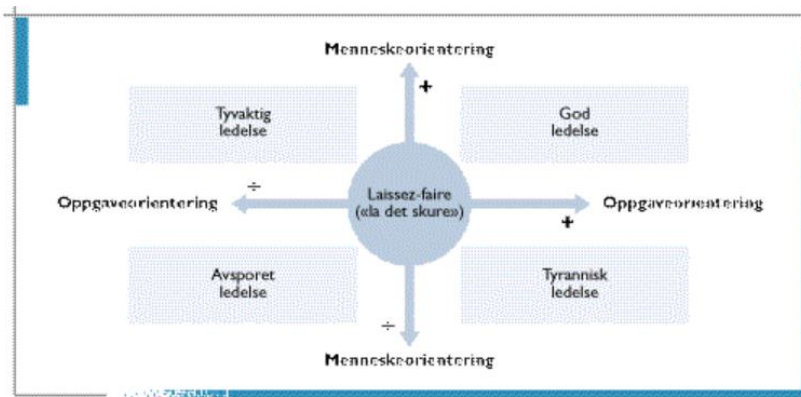 Menneskeorientering
+
Tyvaktig
ledelse
God
ledelse
÷
Oppgaveorientering
Laissez-faire
(«la det skure»)
Oppgaveorientering
+
Avsporet
ledelse
Tyrannisk
ledelse
÷
Menneskeorientering